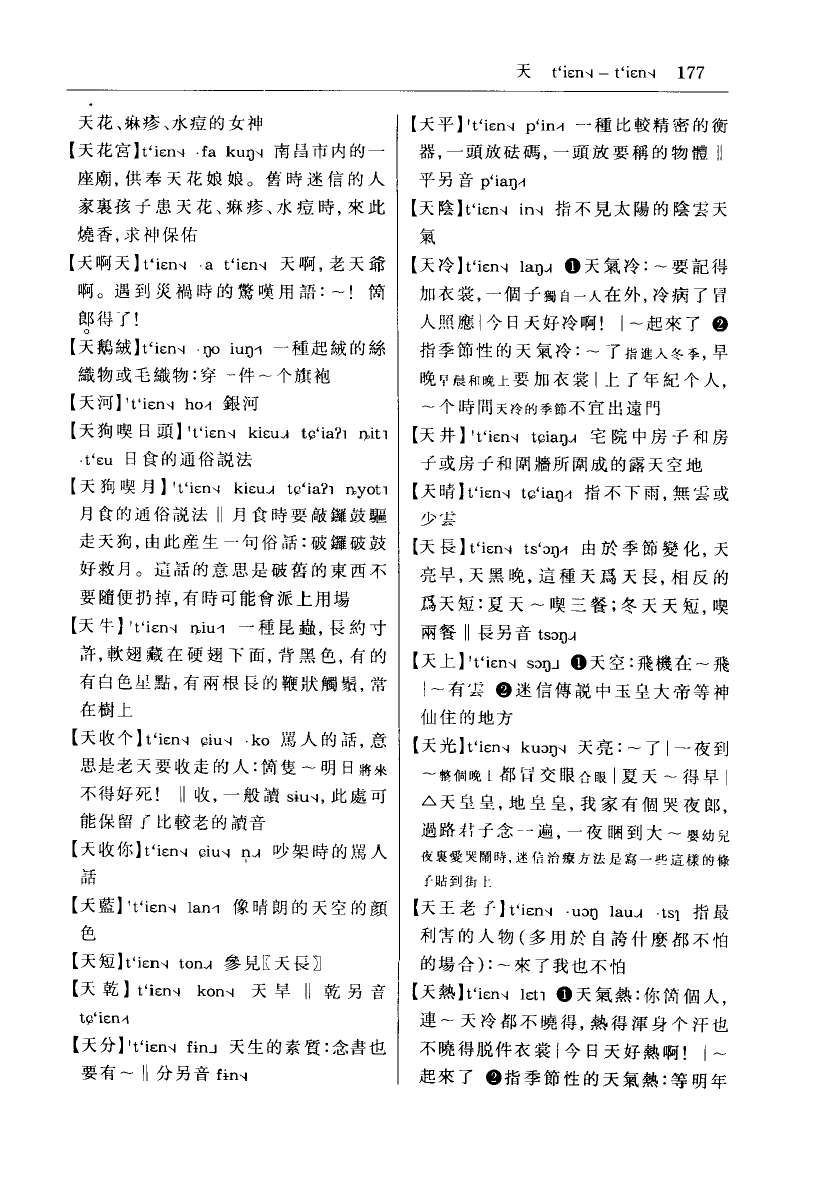 天 t‘iɛn˧ – t‘iɛn˧ 177
天花、痳疹、水痘的女神
【天花宮】t‘iɛn˧ ·fa kuŋ˧ 南昌市内的一
座廟,供奉天花娘娘。舊時迷信的人
家裏孩子患天花、痳疹、水痘時,來此
燒香,求神保佑
【天啊天】t‘iɛn˧ ·a t‘iɛn˧ 天啊,老天爺
啊。遇到災禍時的驚嘆用語:～! 箇
郎得了!
【天鵝絨】t‘iɛn˧ ·ŋo iuŋ˦ 一種起絨的絲
織物或毛織物:穿一件～个旗袍
【天河】't‘iɛn˧ ho˦ 銀河
【天狗喫日頭】't‘iɛn˧ kiɛu˩ tɕ‘iaʔ˥ n̠it˥
·t‘ɛu 日食的通俗説法
【天狗喫月】't‘iɛn˧ kiɛu˩ tɕ‘iaʔ˥ n̠yot˥
月食的通俗説法‖月食時要敲鑼鼓驅
走天狗,由此産生一句俗話:破鑼破鼓
好救月。這話的意思是破舊的東西不
要隨便扔掉,有時可能會派上用場
【天牛】't‘iɛn˧ n̠iu˦ 一種昆蟲,長約寸
許,軟翅藏在硬翅下面,背黑色,有的
有白色星點,有兩根長的鞭狀觸鬚,常
在樹上
【天收个】t‘iɛn˧ ɕiu˧ ·ko 駡人的話,意
思是老天要收走的人:箇隻～明日將來
不得好死! ‖收,一般讀 siu˧,此處可
能保留了比較老的讀音
【天收你】t‘iɛn˧ ɕiu˧ n̩˩ 吵架時的駡人
話
【天藍】't‘iɛn˧ lan˦ 像晴朗的天空的顔
色
【天短】t‘iɛn˧ ton˩ 參見〖天長〗
【天乾】t‘iɛn˧ kon˧ 天旱‖乾另音
tɕ‘iɛn˦
【天分】't‘iɛn˧ fɨn˩ 天生的素質:念書也
要有～‖分另音 fɨn˧
【天平】't‘iɛn˧ p‘in˦ 一種比較精密的衡
器,一頭放砝碼,一頭放要稱的物體‖
平另音 p‘iaŋ˦
【天陰】t‘iɛn˧ in˧ 指不見太陽的陰雲天
氣
【天冷】t‘iɛn˧ laŋ˩ ❶天氣冷:～要記得
加衣裳,一個子獨自一人在外,冷病了冇
人照應|今日天好冷啊! |～起來了 ❷
指季節性的天氣冷:～了指進入冬季,早
晚早晨和晚上要加衣裳|上了年紀个人,
～个時間天冷的季節不宜出遠門
【天井】't‘iɛn˧ tɕiaŋ˩ 宅院中房子和房
子或房子和圍牆所圍成的露天空地
【天晴】t‘iɛn˧ tɕ‘iaŋ˦ 指不下雨,無雲或
少雲
【天長】t‘iɛn˧ ts‘ɔŋ˦ 由於季節變化,天
亮早,天黑晚,這種天爲天長,相反的
爲天短:夏天～喫三餐;冬天天短,喫
兩餐‖長另音 tsɔŋ˩
【天上】't‘iɛn˧ sɔŋ˩ ❶天空:飛機在～飛
|～有雲 ❷迷信傳説中玉皇大帝等神
仙住的地方
【天光】t‘iɛn˧ kuɔŋ˧ 天亮:～了|一夜到
～整個晚上都冇交眼合眼|夏天～得早|
△天皇皇,地皇皇,我家有個哭夜郎,
過路君子念一遍,一夜睏到大～嬰幼兒
夜裏愛哭鬧時,迷信治療方法是寫一些這樣的條
子貼到街上
【天王老子】t‘iɛn˧ ·uɔŋ lau˩ ·tsɿ 指最
利害的人物(多用於自誇什麽都不怕
的場合):～來了我也不怕
【天熱】t‘iɛn˧ lɛt˥ ❶天氣熱:你箇個人,
連～天冷都不曉得,熱得渾身个汗也
不曉得脱件衣裳|今日天好熱啊! |～
起來了 ❷指季節性的天氣熱:等明年